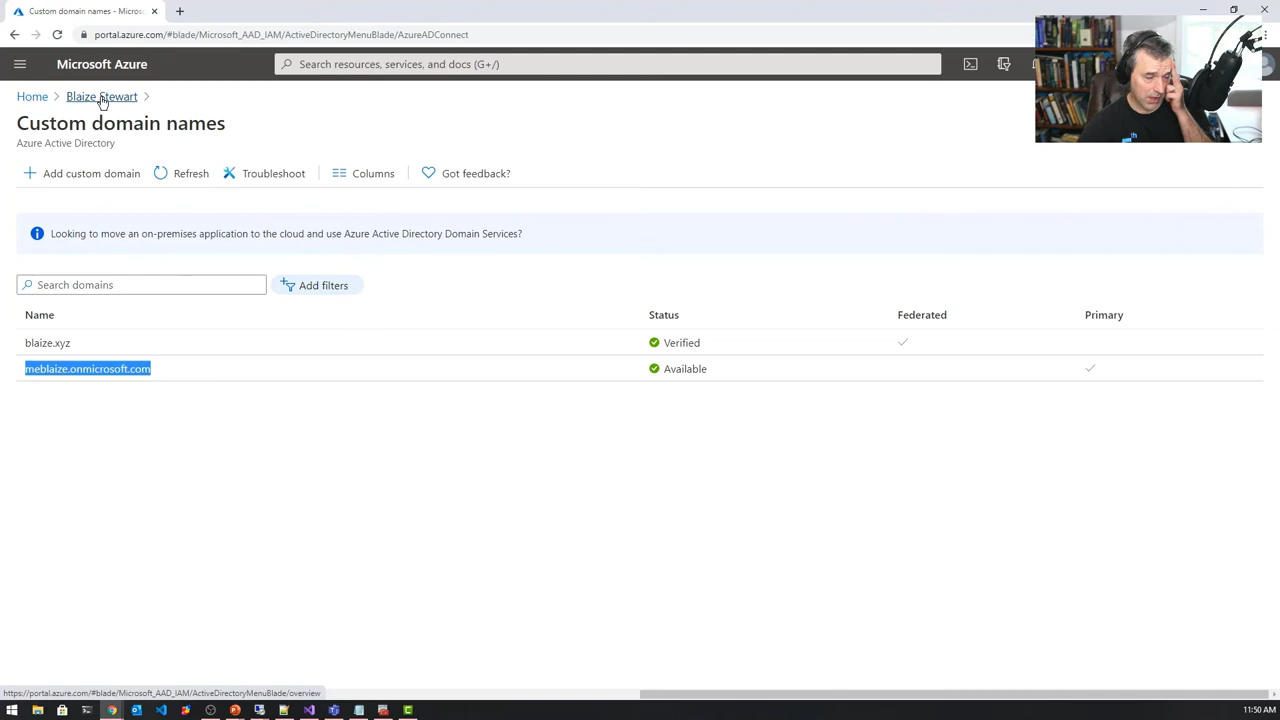 Custom domain names - Micros
portal.azure.com/#blade/Microsoft_AAD_IAM/ActiveDirectoryMenuBlade/AzureADConnect
Microsoft Azure
Search resources, services, and docs (G+/)
Home > Blaize Stewart >
Custom domain names
Azure Active Directory
Add custom domain Refresh Troubleshoot Columns Got feedback?
Looking to move an on-premises application to the cloud and use Azure Active Directory Domain Services?
Search domains Add filters
Name Status Federated Primary
blaize.xyz Verified
meblaize.onmicrosoft.com Available
https://portal.azure.com/#blade/Microsoft_AAD_IAM/ActiveDirectoryMenuBlade/overview
11:50 AM